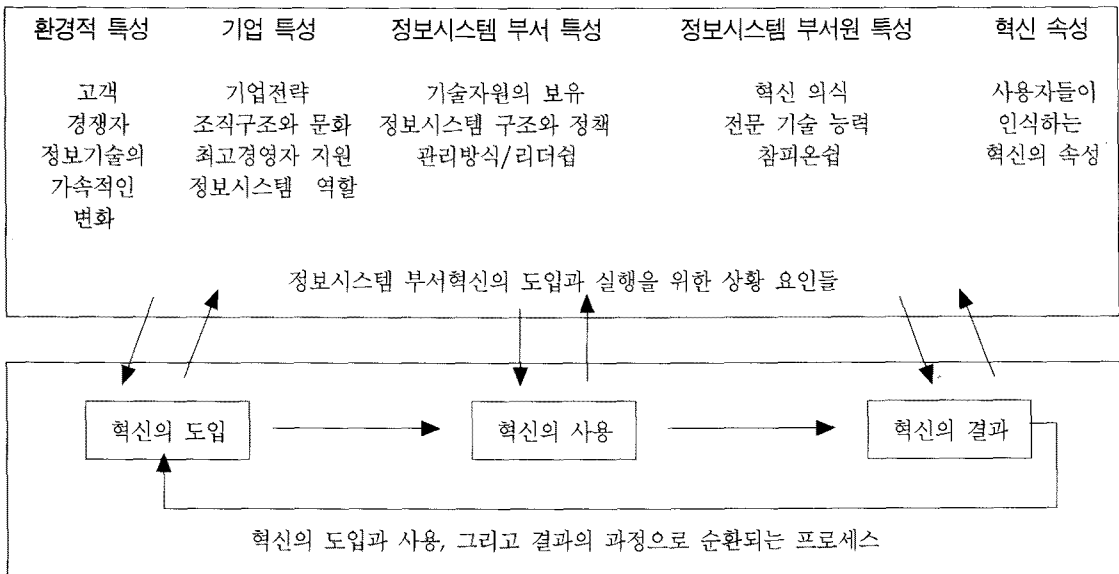 환경적 특성 기업 특성 정보시스템 부서 특성 정보시스템 부서원 특성 혁신 속성
고객 기업전략 기술자원의 보유 혁신 의식 사용자들이
경쟁자 조직구조와 문화 정보시스템 구조와 정책 전문 기술 능력 인식하는
정보기술의 최고경영자 지원 관리방식/리더쉽 참피온쉽 혁신의 속성
가속적인 정보시스템 역할
변화
정보시스템 부서혁신의 도입과 실행을 위한 상황 요인들
혁신의 도입 혁신의 사용 혁신의 결과
혁신의 도입과 사용, 그리고 결과의 과정으로 순환되는 프로세스